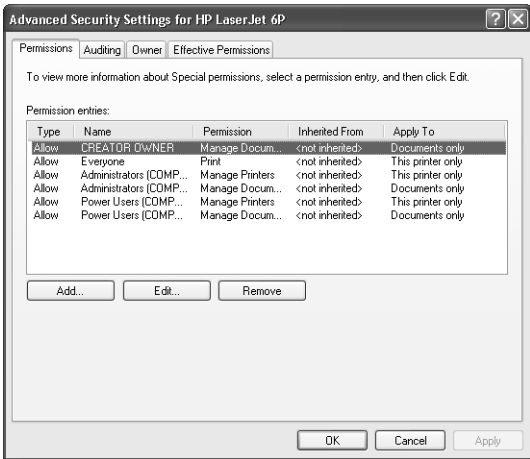 Advanced Security Settings for HP LaserJet 6P
Permissions Auditing Owner Effective Permissions
To view more information about Special permissions, select a permission entry, and then click Edit.
Permission entries:
Type Name Permission Inherited From Apply To
Allow CREATOR OWNER Manage Docum... <not inherited> Documents only
Allow Everyone Print <not inherited> This printer only
Allow Administrators (COMP... Manage Printers <not inherited> This printer only
Allow Administrators (COMP... Manage Docum... <not inherited> Documents only
Allow Power Users (COMP... Manage Printers <not inherited> This printer only
Allow Power Users (COMP... Manage Docum... <not inherited> Documents only
Add... Edit... Remove
OK Cancel Apply